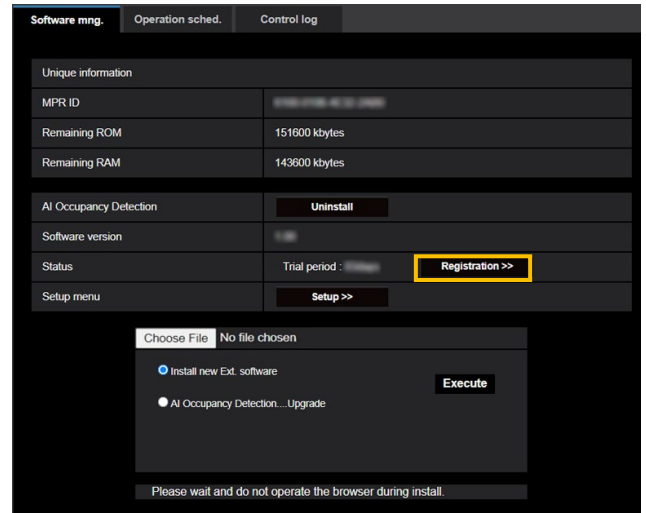 Software mng. Operation sched. Control log
Unique information
MPR ID
Remaining ROM 151600 kbytes
Remaining RAM 143600 kbytes
AI Occupancy Detection Uninstall
Software version
Status Trial period : Registration >>
Setup menu Setup >>
Choose File No file chosen
Install new Ext. software
Execute
AI Occupancy Detection....Upgrade
Please wait and do not operate the browser during install.